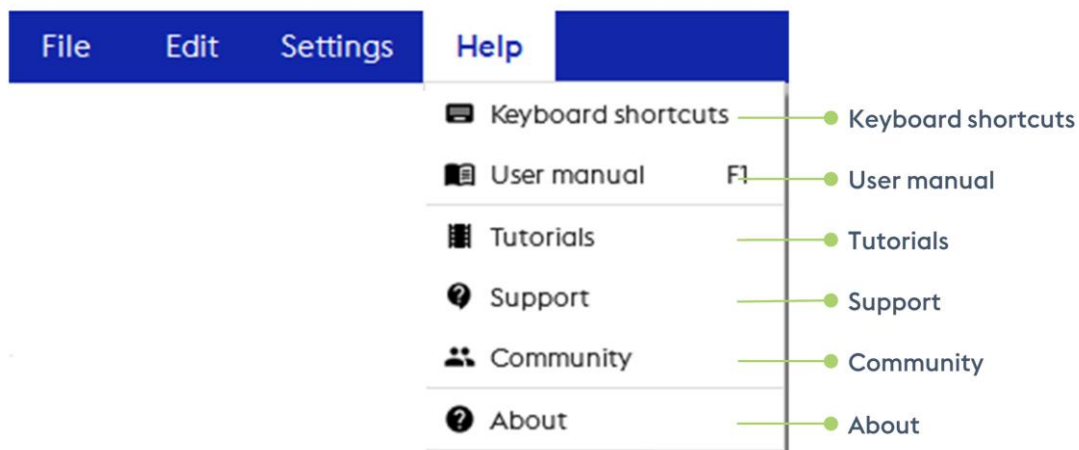 File Edit Settings Help
Keyboard shortcuts Keyboard shortcuts
User manual F1 User manual
Tutorials Tutorials
Support Support
Community Community
About About